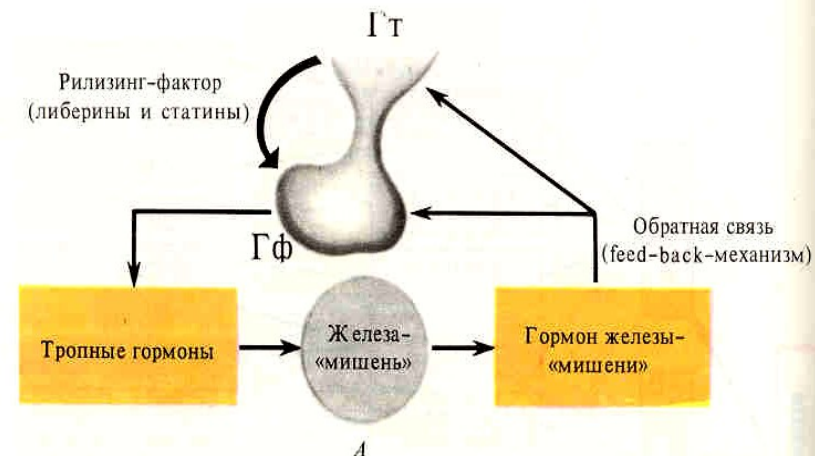 Гт
Рилизинг-фактор
(либерины и статины)
Гф
Обратная связь
(feed-back-механизм)
Тропные гормоны
Железа-
«мишень»
Гормон железы-
«мишени»
А